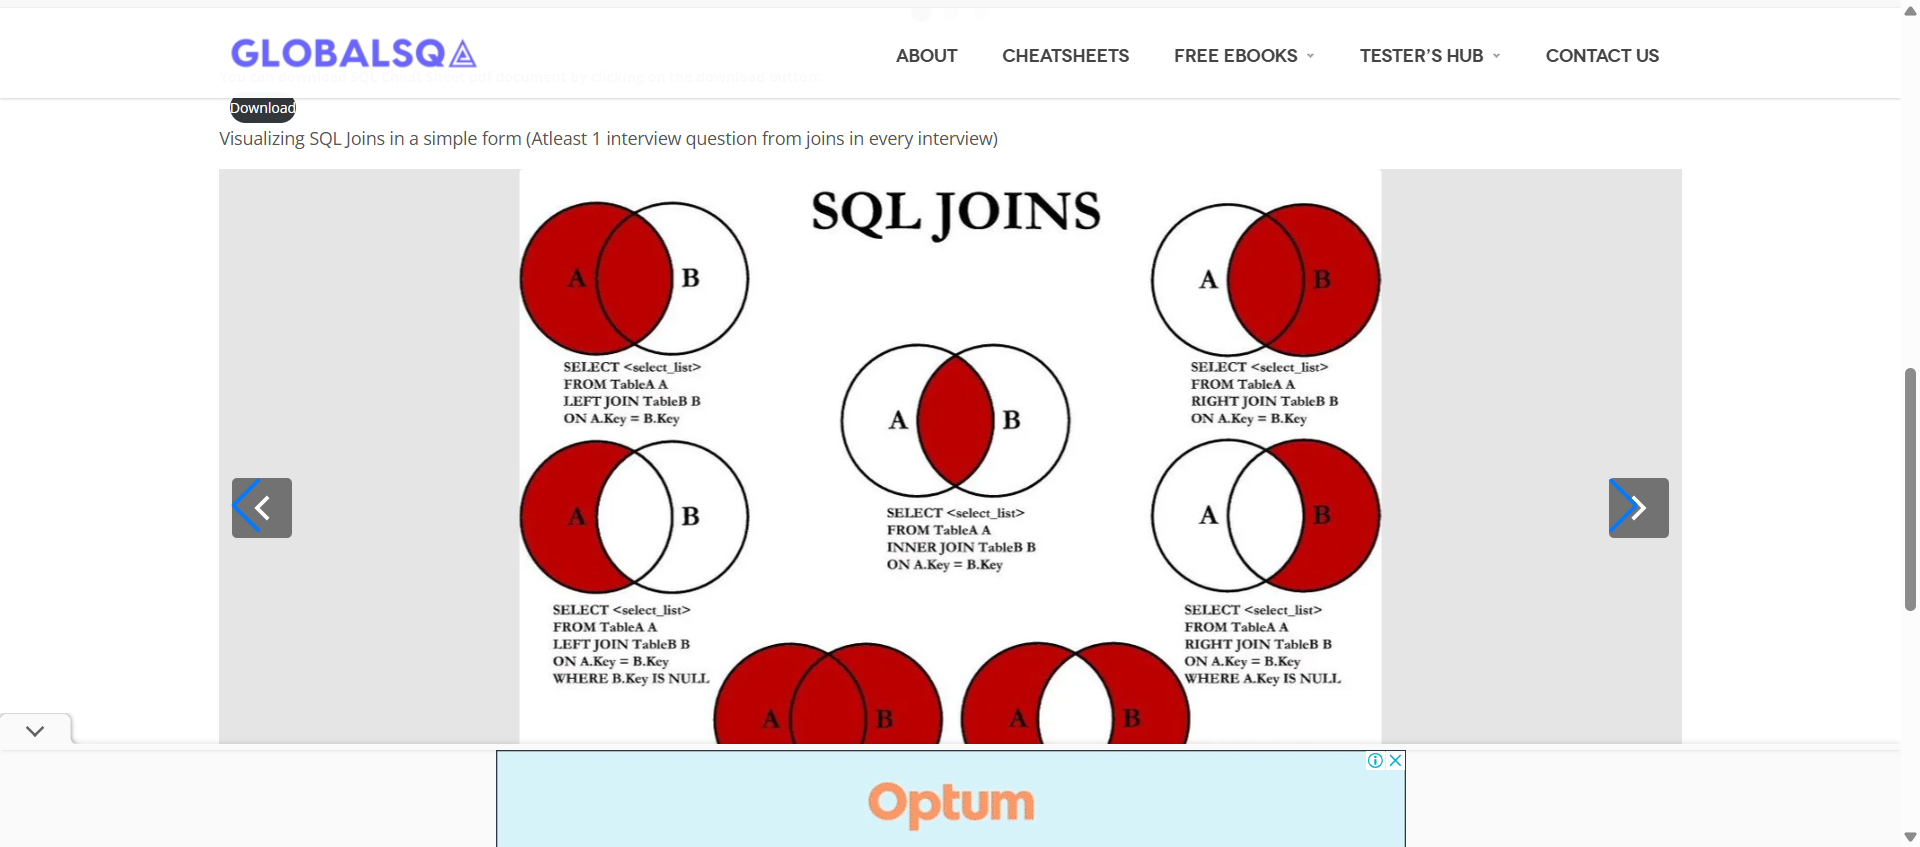 GLOBALSQA
ABOUT
CHEATSHEETS
FREE EBOOKS
TESTER’S HUB
CONTACT US
You can download SQL Cheat Sheet pdf document by clicking on the download button.
Download
Visualizing SQL Joins in a simple form (Atleast 1 interview question from joins in every interview)
SQL JOINS
A B
SELECT <select_list>
FROM TableA A
LEFT JOIN TableB B
ON A.Key = B.Key
A B
SELECT <select_list>
FROM TableA A
RIGHT JOIN TableB B
ON A.Key = B.Key
A B
SELECT <select_list>
FROM TableA A
INNER JOIN TableB B
ON A.Key = B.Key
A B
SELECT <select_list>
FROM TableA A
LEFT JOIN TableB B
ON A.Key = B.Key
WHERE B.Key IS NULL
A B
SELECT <select_list>
FROM TableA A
RIGHT JOIN TableB B
ON A.Key = B.Key
WHERE A.Key IS NULL
A B
A B
Optum